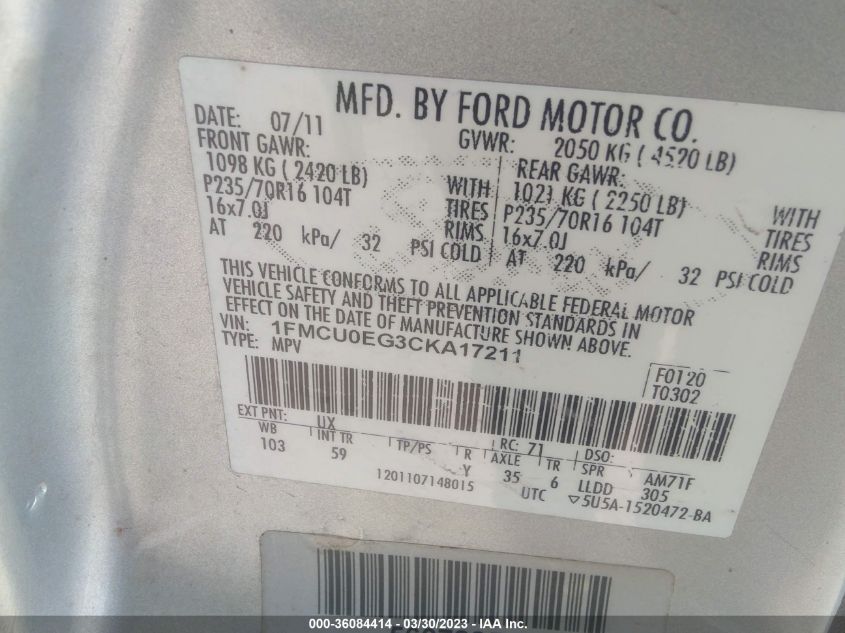 MFD. BY FORD MOTOR CO.
DATE: 07/11 GVWR: 2050 KG ( 4520 LB)
FRONT GAWR: REAR GAWR:
1098 KG ( 2420 LB) WITH 1021 KG ( 2250 LB) WITH
P235/70R16 104T TIRES P235/70R16 104T TIRES
16x7.0J RIMS 16x7.0J RIMS
AT 220 kPa/ 32 PSI COLD AT 220 kPa/ 32 PSI COLD
THIS VEHICLE CONFORMS TO ALL APPLICABLE FEDERAL MOTOR
VEHICLE SAFETY AND THEFT PREVENTION STANDARDS IN
EFFECT ON THE DATE OF MANUFACTURE SHOWN ABOVE.
VIN: 1FMCU0EG3CKA17211
TYPE: MPV
F0120
T0302
EXT PNT: UX RC: 71 DSO:
WB INT TR TP/PS R AXLE TR SPR AM71F
103 59 Y 35 6 LLDD 305
1201107148015 UTC ▽5U5A-1520472-BA
000-36084414 - 03/30/2023 - IAA Inc.